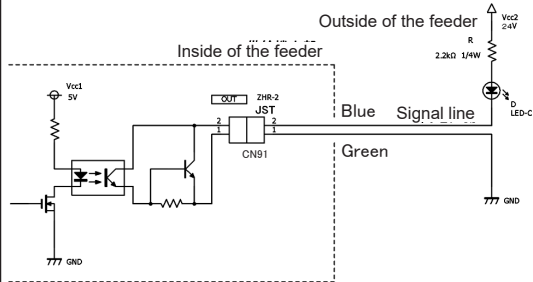 Outside of the feeder
Vcc2
24V
Inside of the feeder
R
2.2kΩ 1/4W
Vcc1
5V
OUT
ZHR-2
JST
D
LED-C
Blue
Signal line
2
2
1
1
CN91
Green
GND
GND